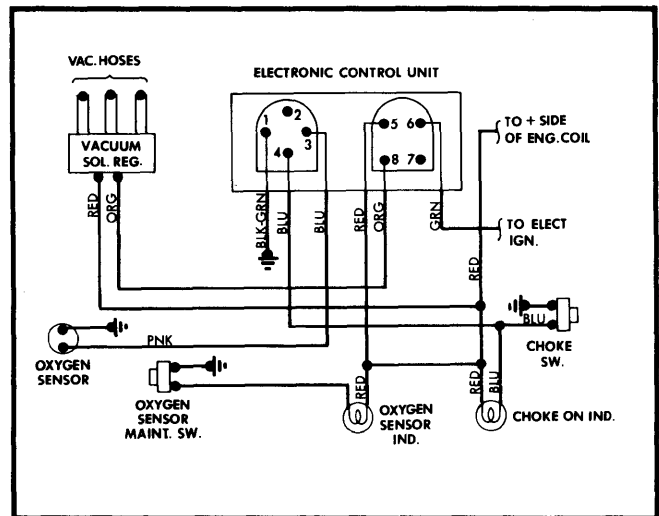 VAC. HOSES
ELECTRONIC CONTROL UNIT
VACUUM
SOL. REG.
1
2
3
4
5
6
7
8
TO + SIDE
OF ENG. COIL
RED
ORG
BLK-GRN
BLU
BLU
RED
ORG
GRN
TO ELECT
IGN.
RED
BLU
CHOKE
SW.
PNK
OXYGEN
SENSOR
OXYGEN
SENSOR
MAINT. SW.
RED
OXYGEN
SENSOR
IND.
RED
BLU
CHOKE ON IND.